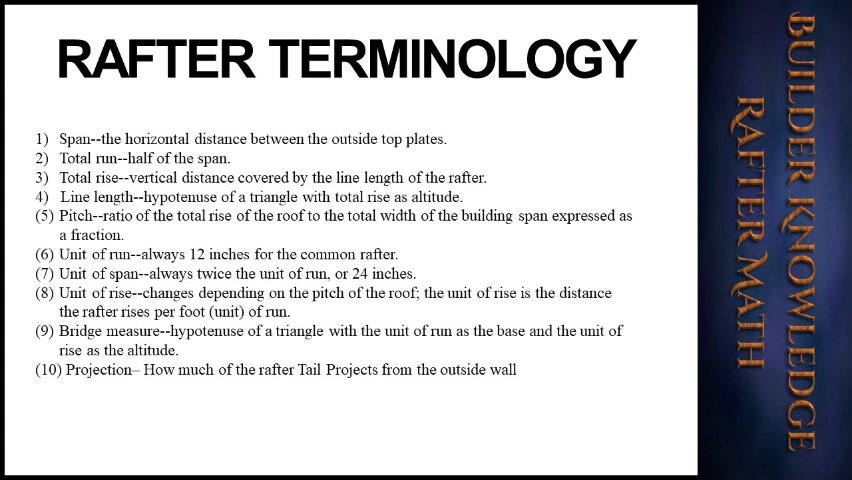 RAFTER TERMINOLOGY
1) Span--the horizontal distance between the outside top plates.
2) Total run--half of the span.
3) Total rise--vertical distance covered by the line length of the rafter.
4) Line length--hypotenuse of a triangle with total rise as altitude.
(5) Pitch--ratio of the total rise of the roof to the total width of the building span expressed as
a fraction.
(6) Unit of run--always 12 inches for the common rafter.
(7) Unit of span--always twice the unit of run, or 24 inches.
(8) Unit of rise--changes depending on the pitch of the roof; the unit of rise is the distance
the rafter rises per foot (unit) of run.
(9) Bridge measure--hypotenuse of a triangle with the unit of run as the base and the unit of
rise as the altitude.
(10) Projection– How much of the rafter Tail Projects from the outside wall
BUILDER KNOWLEDGE
RAFTER MATH